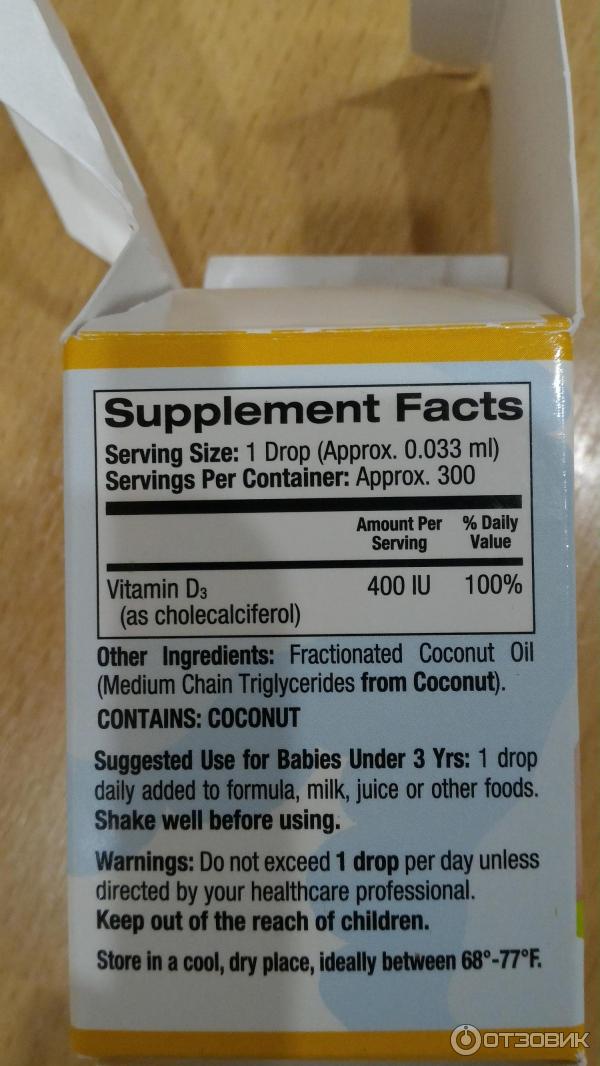 Supplement Facts
Serving Size: 1 Drop (Approx. 0.033 ml)
Servings Per Container: Approx. 300
Amount Per % Daily
Serving Value
Vitamin D₃ 400 IU 100%
(as cholecalciferol)
Other Ingredients: Fractionated Coconut Oil
(Medium Chain Triglycerides from Coconut).
CONTAINS: COCONUT
Suggested Use for Babies Under 3 Yrs: 1 drop
daily added to formula, milk, juice or other foods.
Shake well before using.
Warnings: Do not exceed 1 drop per day unless
directed by your healthcare professional.
Keep out of the reach of children.
Store in a cool, dry place, ideally between 68°-77°F.
ОТЗОВИК